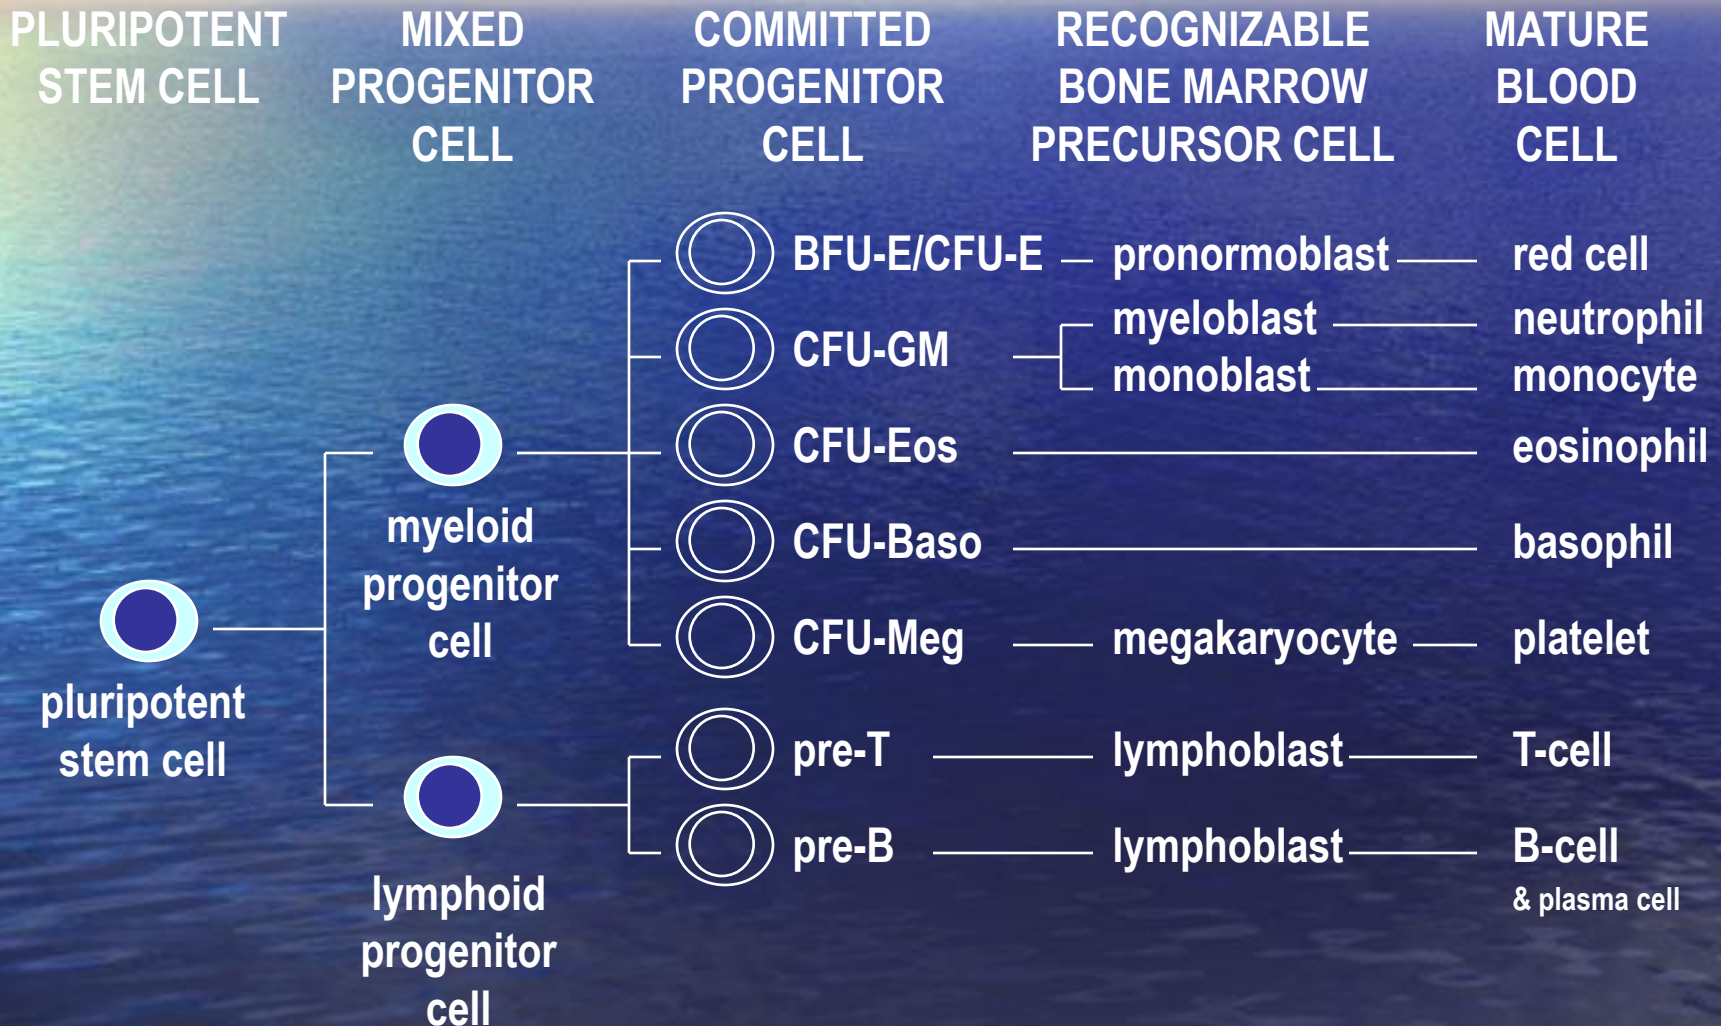 PLURIPOTENT
STEM CELL
MIXED
PROGENITOR
CELL
COMMITTED
PROGENITOR
CELL
RECOGNIZABLE
BONE MARROW
PRECURSOR CELL
MATURE
BLOOD
CELL
pluripotent
stem cell
myeloid
progenitor
cell
lymphoid
progenitor
cell
BFU-E/CFU-E
pronormoblast
red cell
CFU-GM
myeloblast
neutrophil
monoblast
monocyte
CFU-Eos
eosinophil
CFU-Baso
basophil
CFU-Meg
megakaryocyte
platelet
pre-T
lymphoblast
T-cell
pre-B
lymphoblast
B-cell
& plasma cell